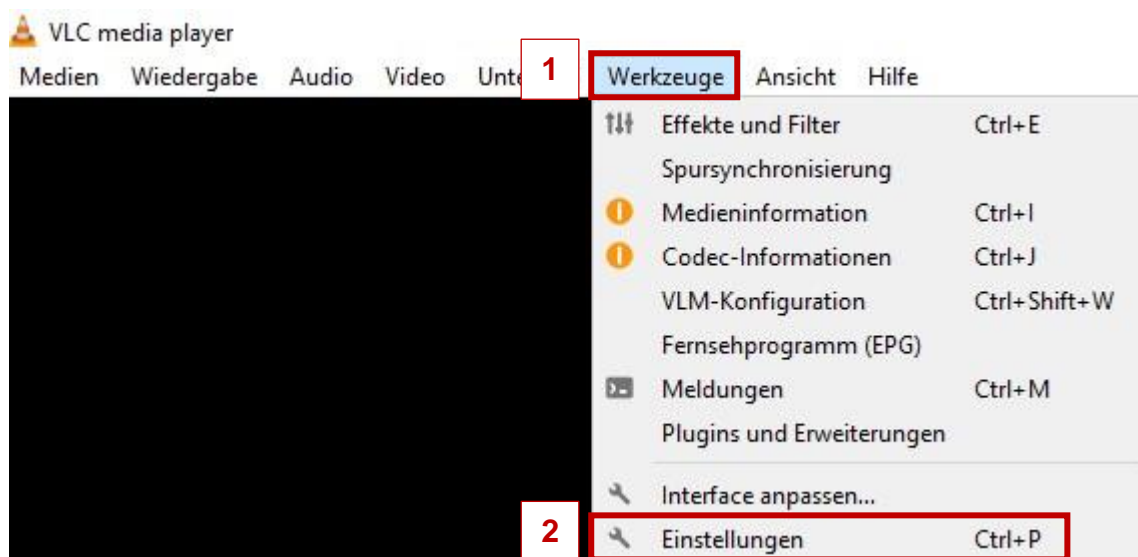 VLC media player
Medien Wiedergabe Audio Video Unte 1 Werkzeuge Ansicht Hilfe
Effekte und Filter Ctrl+E
Spursynchronisierung
Medieninformation Ctrl+I
Codec-Informationen Ctrl+J
VLM-Konfiguration Ctrl+Shift+W
Fernsehprogramm (EPG)
Meldungen Ctrl+M
Plugins und Erweiterungen
Interface anpassen...
2 Einstellungen Ctrl+P